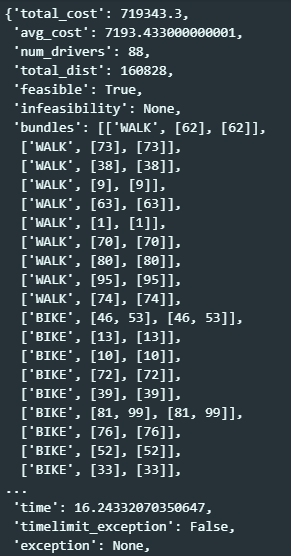 {'total_cost': 719343.3,
'avg_cost': 7193.433000000001,
'num_drivers': 88,
'total_dist': 160828,
'feasible': True,
'infeasibility': None,
'bundles': [['WALK', [62], [62]],
['WALK', [73], [73]],
['WALK', [38], [38]],
['WALK', [9], [9]],
['WALK', [63], [63]],
['WALK', [1], [1]],
['WALK', [70], [70]],
['WALK', [80], [80]],
['WALK', [95], [95]],
['WALK', [74], [74]],
['BIKE', [46, 53], [46, 53]],
['BIKE', [13], [13]],
['BIKE', [10], [10]],
['BIKE', [72], [72]],
['BIKE', [39], [39]],
['BIKE', [81, 99], [81, 99]],
['BIKE', [76], [76]],
['BIKE', [52], [52]],
['BIKE', [33], [33]],
...
'time': 16.24332070350647,
'timelimit_exception': False,
'exception': None,